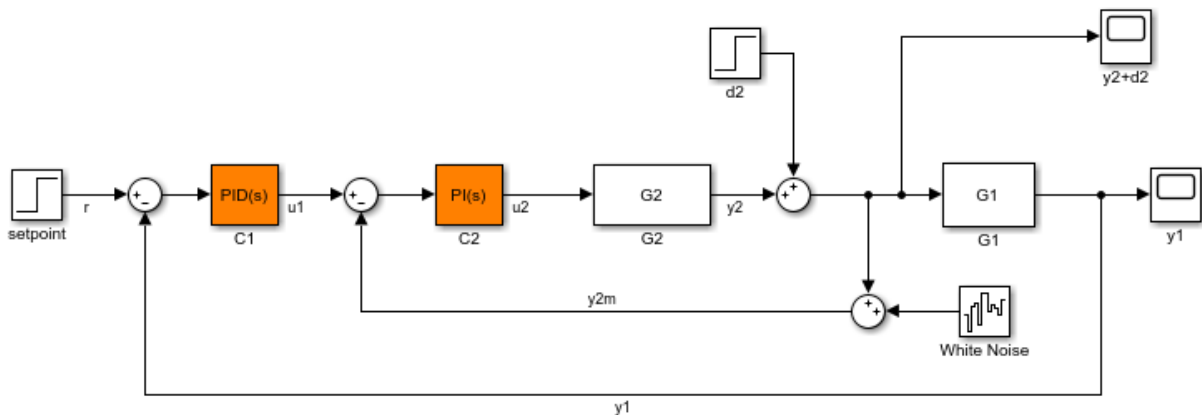 d2
y2+d2
setpoint
r
+
−
PID(s)
C1
u1
+
−
PI(s)
C2
u2
G2
G2
y2
+
+
G1
G1
y1
y2m
+
+
White Noise
y1